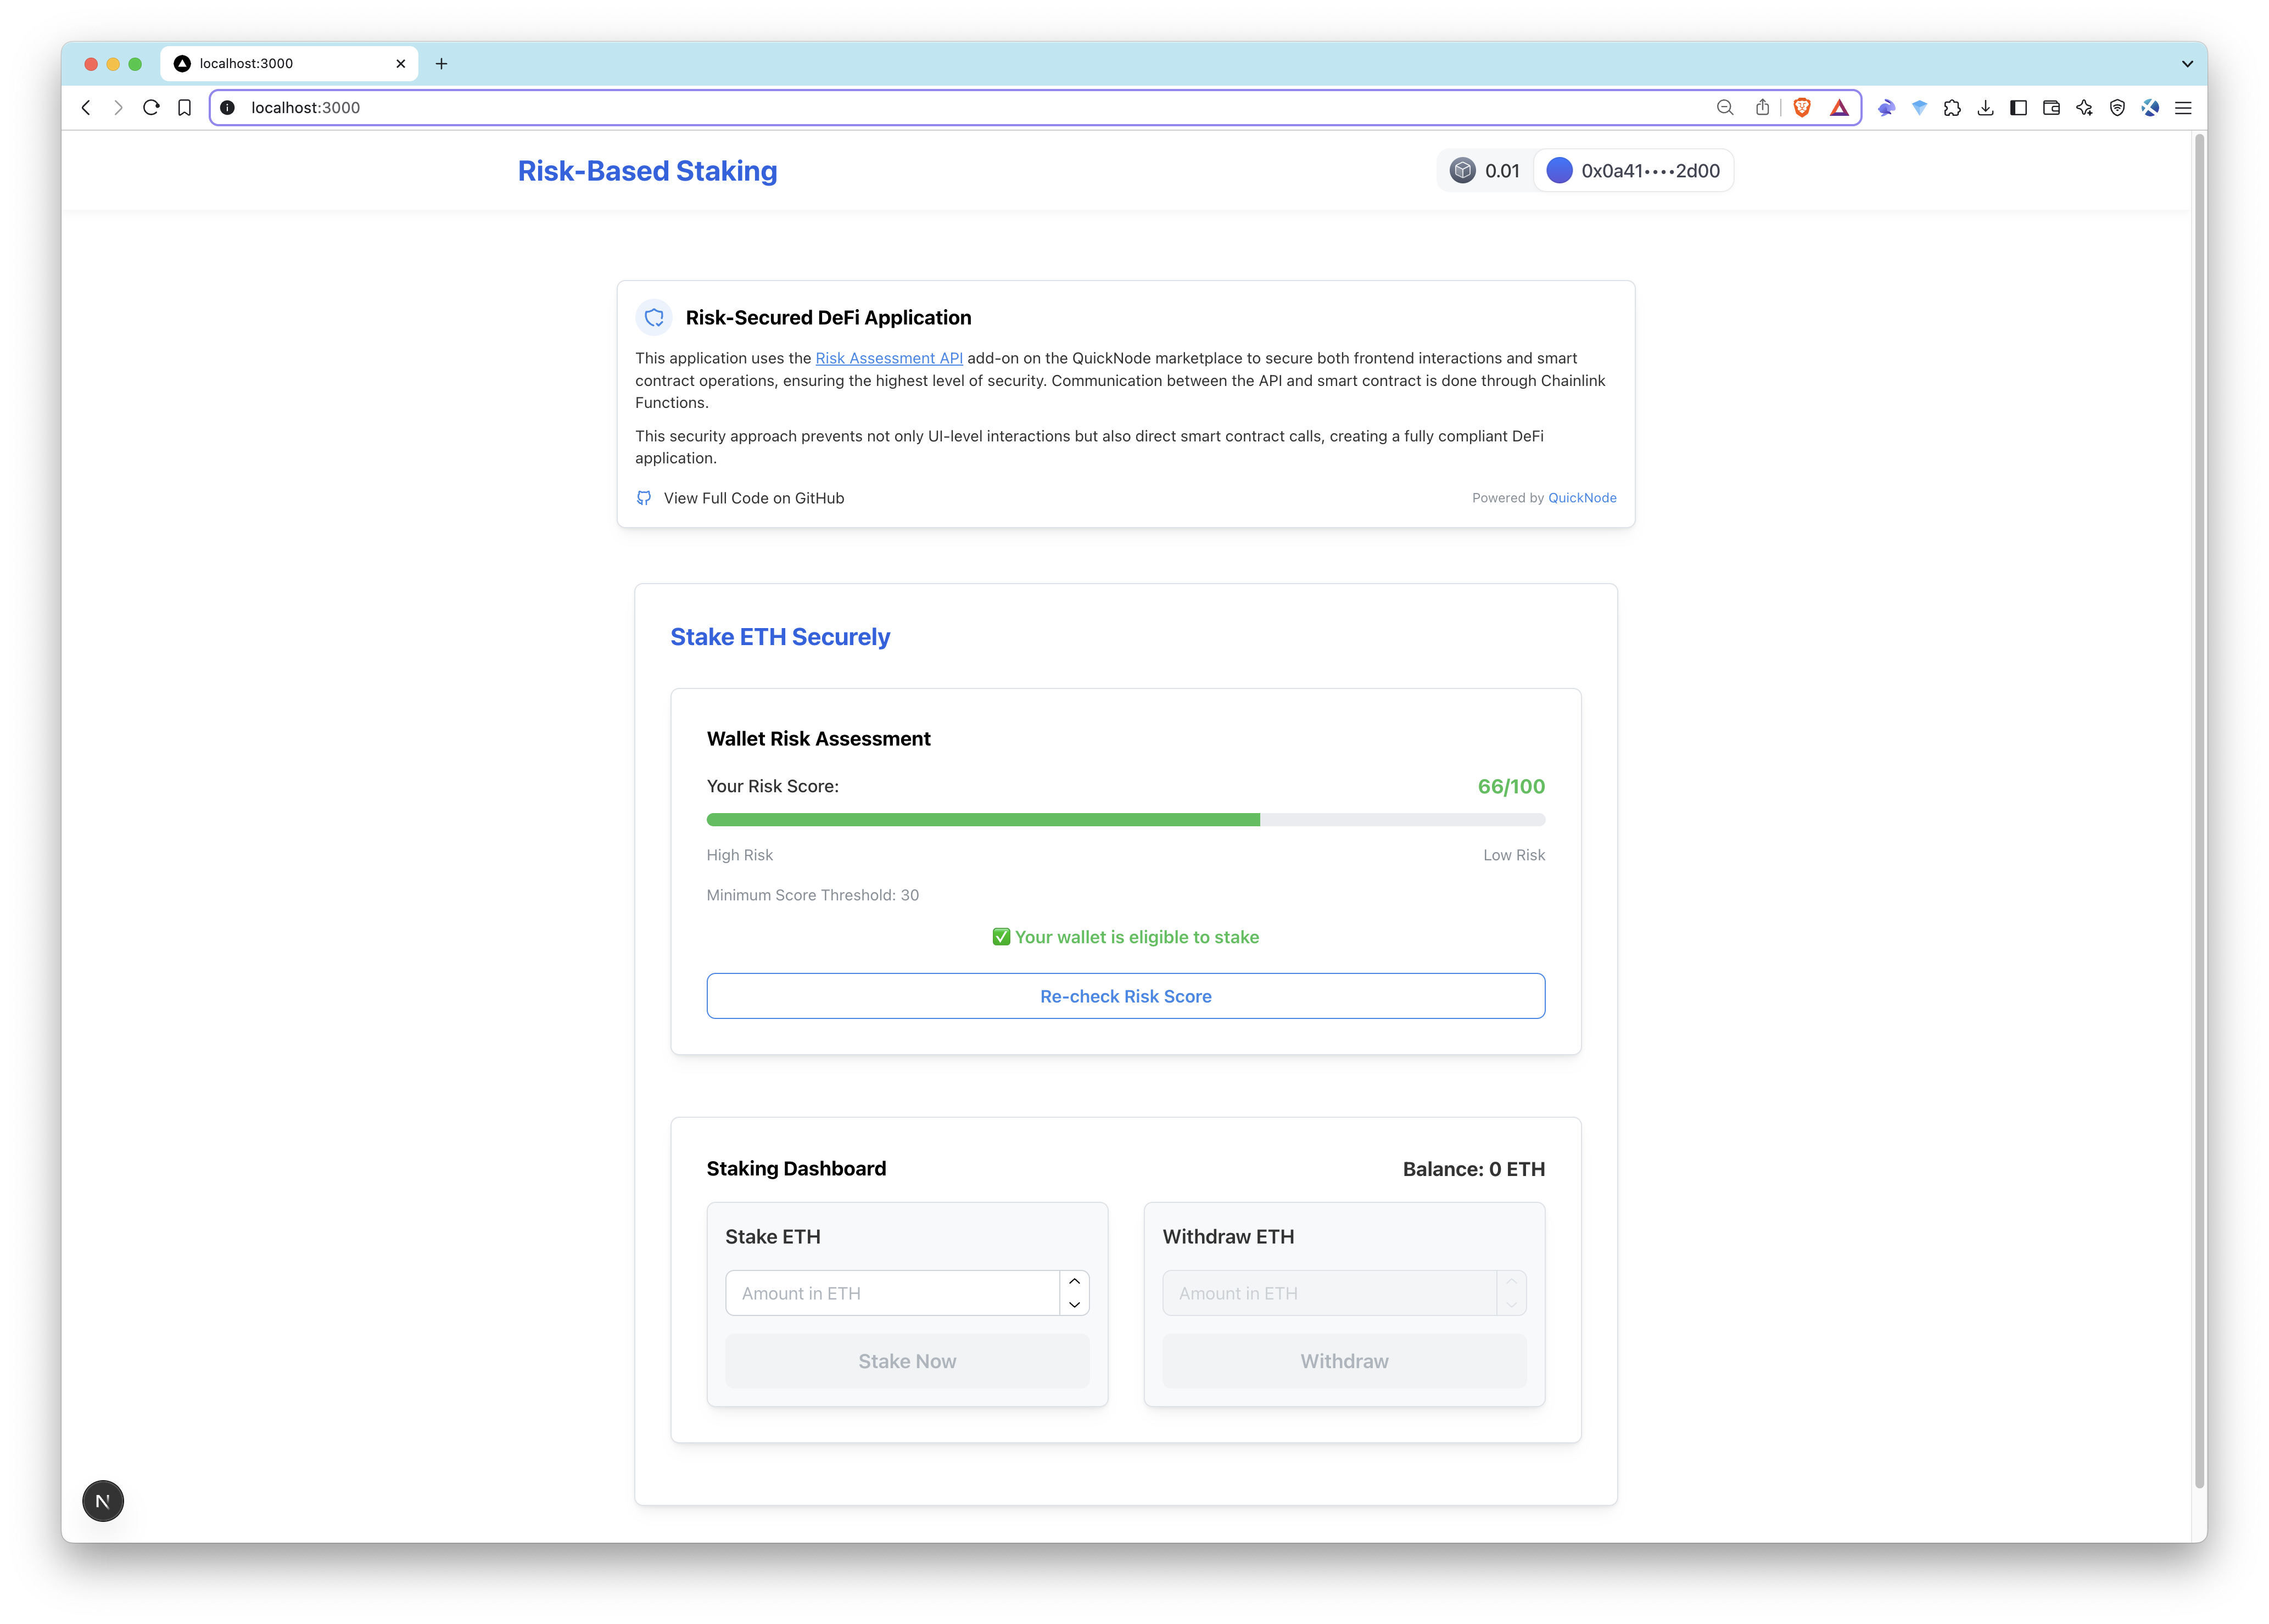 localhost:3000
localhost:3000
Risk-Based Staking
0.01
0x0a41••••2d00
Risk-Secured DeFi Application
This application uses the Risk Assessment API add-on on the QuickNode marketplace to secure both frontend interactions and smart
contract operations, ensuring the highest level of security. Communication between the API and smart contract is done through Chainlink
Functions.
This security approach prevents not only UI-level interactions but also direct smart contract calls, creating a fully compliant DeFi
application.
View Full Code on GitHub
Powered by QuickNode
Stake ETH Securely
Wallet Risk Assessment
Your Risk Score:
66/100
High Risk
Low Risk
Minimum Score Threshold: 30
✅ Your wallet is eligible to stake
Re-check Risk Score
Staking Dashboard
Balance: 0 ETH
Stake ETH
Amount in ETH
Stake Now
Withdraw ETH
Amount in ETH
Withdraw
N